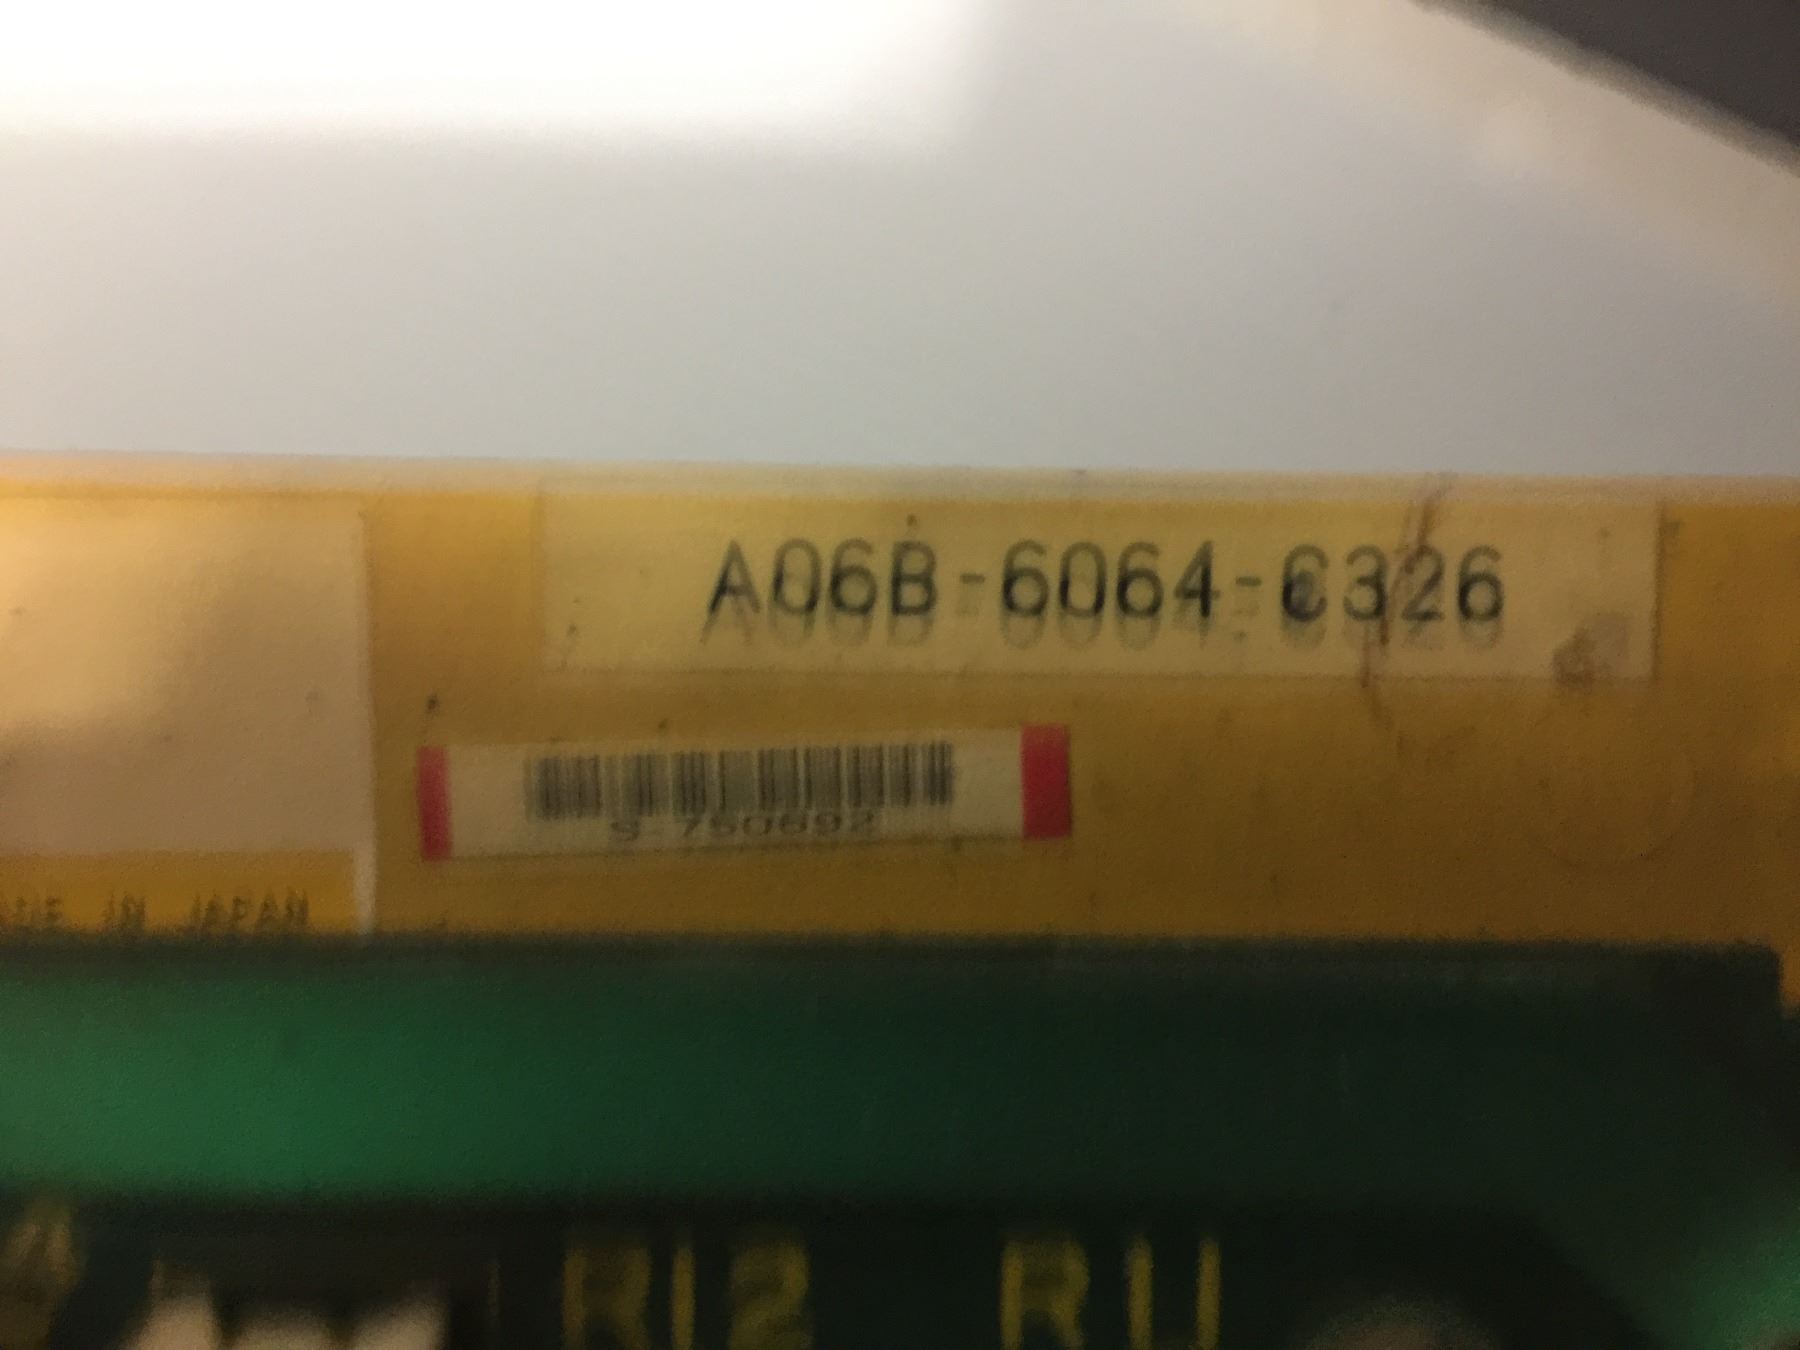 A06B-6064-C326
S-750692
MADE IN JAPAN
R12 R11